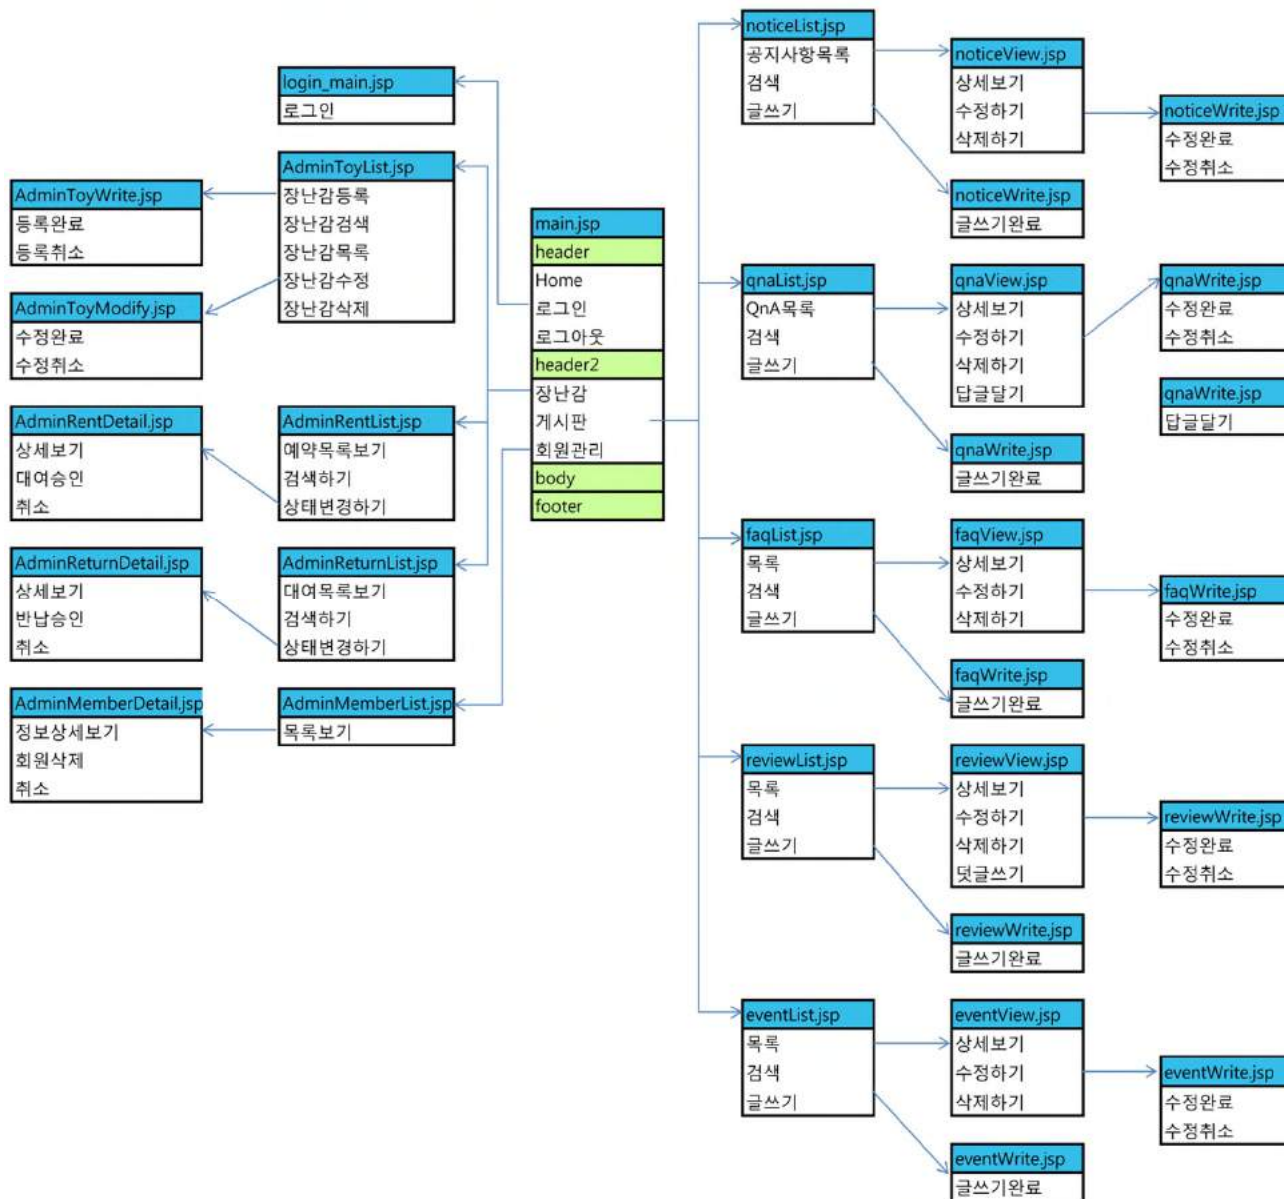 login_main.jsp
로그인
AdminToyList.jsp
장난감등록
장난감검색
장난감목록
장난감수정
장난감삭제
AdminToyWrite.jsp
등록완료
등록취소
AdminToyModify.jsp
수정완료
수정취소
AdminRentDetail.jsp
상세보기
대여승인
취소
AdminRentList.jsp
예약목록보기
검색하기
상태변경하기
AdminReturnDetail.jsp
상세보기
반납승인
취소
AdminReturnList.jsp
대여목록보기
검색하기
상태변경하기
AdminMemberDetail.jsp
정보상세보기
회원삭제
취소
AdminMemberList.jsp
목록보기
main.jsp
header
Home
로그인
로그아웃
header2
장난감
게시판
회원관리
body
footer
noticeList.jsp
공지사항목록
검색
글쓰기
noticeView.jsp
상세보기
수정하기
삭제하기
noticeWrite.jsp
수정완료
수정취소
noticeWrite.jsp
글쓰기완료
qnaList.jsp
QnA목록
검색
글쓰기
qnaView.jsp
상세보기
수정하기
삭제하기
답글달기
qnaWrite.jsp
수정완료
수정취소
qnaWrite.jsp
답글달기
qnaWrite.jsp
글쓰기완료
faqList.jsp
목록
검색
글쓰기
faqView.jsp
상세보기
수정하기
삭제하기
faqWrite.jsp
수정완료
수정취소
faqWrite.jsp
글쓰기완료
reviewList.jsp
목록
검색
글쓰기
reviewView.jsp
상세보기
수정하기
삭제하기
덧글쓰기
reviewWrite.jsp
수정완료
수정취소
reviewWrite.jsp
글쓰기완료
eventList.jsp
목록
검색
글쓰기
eventView.jsp
상세보기
수정하기
삭제하기
eventWrite.jsp
수정완료
수정취소
eventWrite.jsp
글쓰기완료